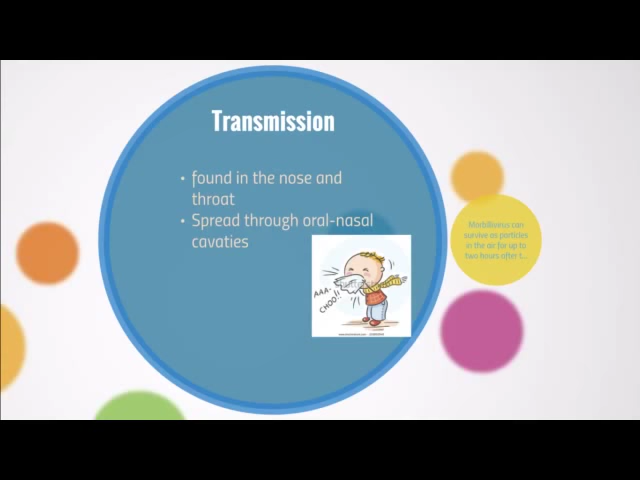 Transmission
• found in the nose and
throat
• Spread through oral-nasal
cavaties
AAA-
CHOO!!
Morbillivirus can
survive as particles
in the air for up to
two hours after t...